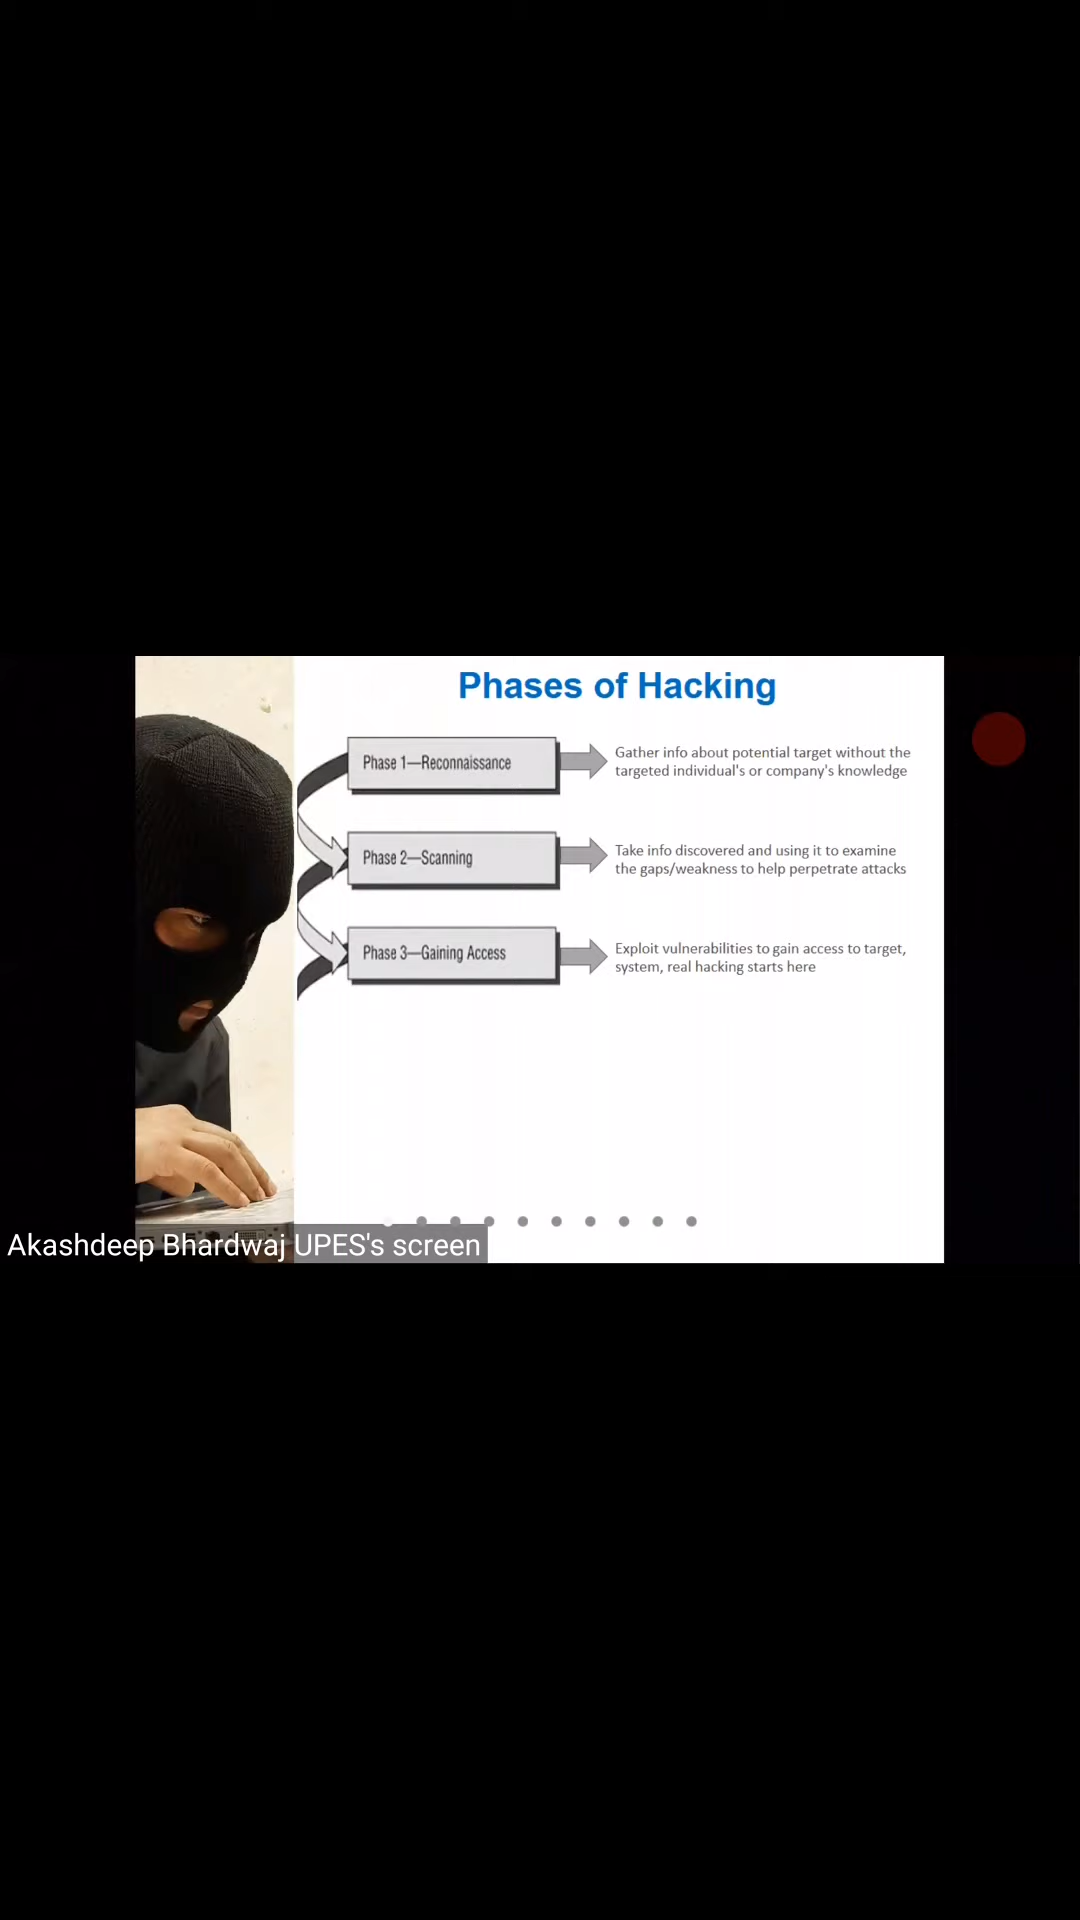 Phases of Hacking
Phase 1—Reconnaissance
Gather info about potential target without the
targeted individual's or company's knowledge
Phase 2—Scanning
Take info discovered and using it to examine
the gaps/weakness to help perpetrate attacks
Phase 3—Gaining Access
Exploit vulnerabilities to gain access to target,
system, real hacking starts here
Akashdeep Bhardwaj UPES's screen